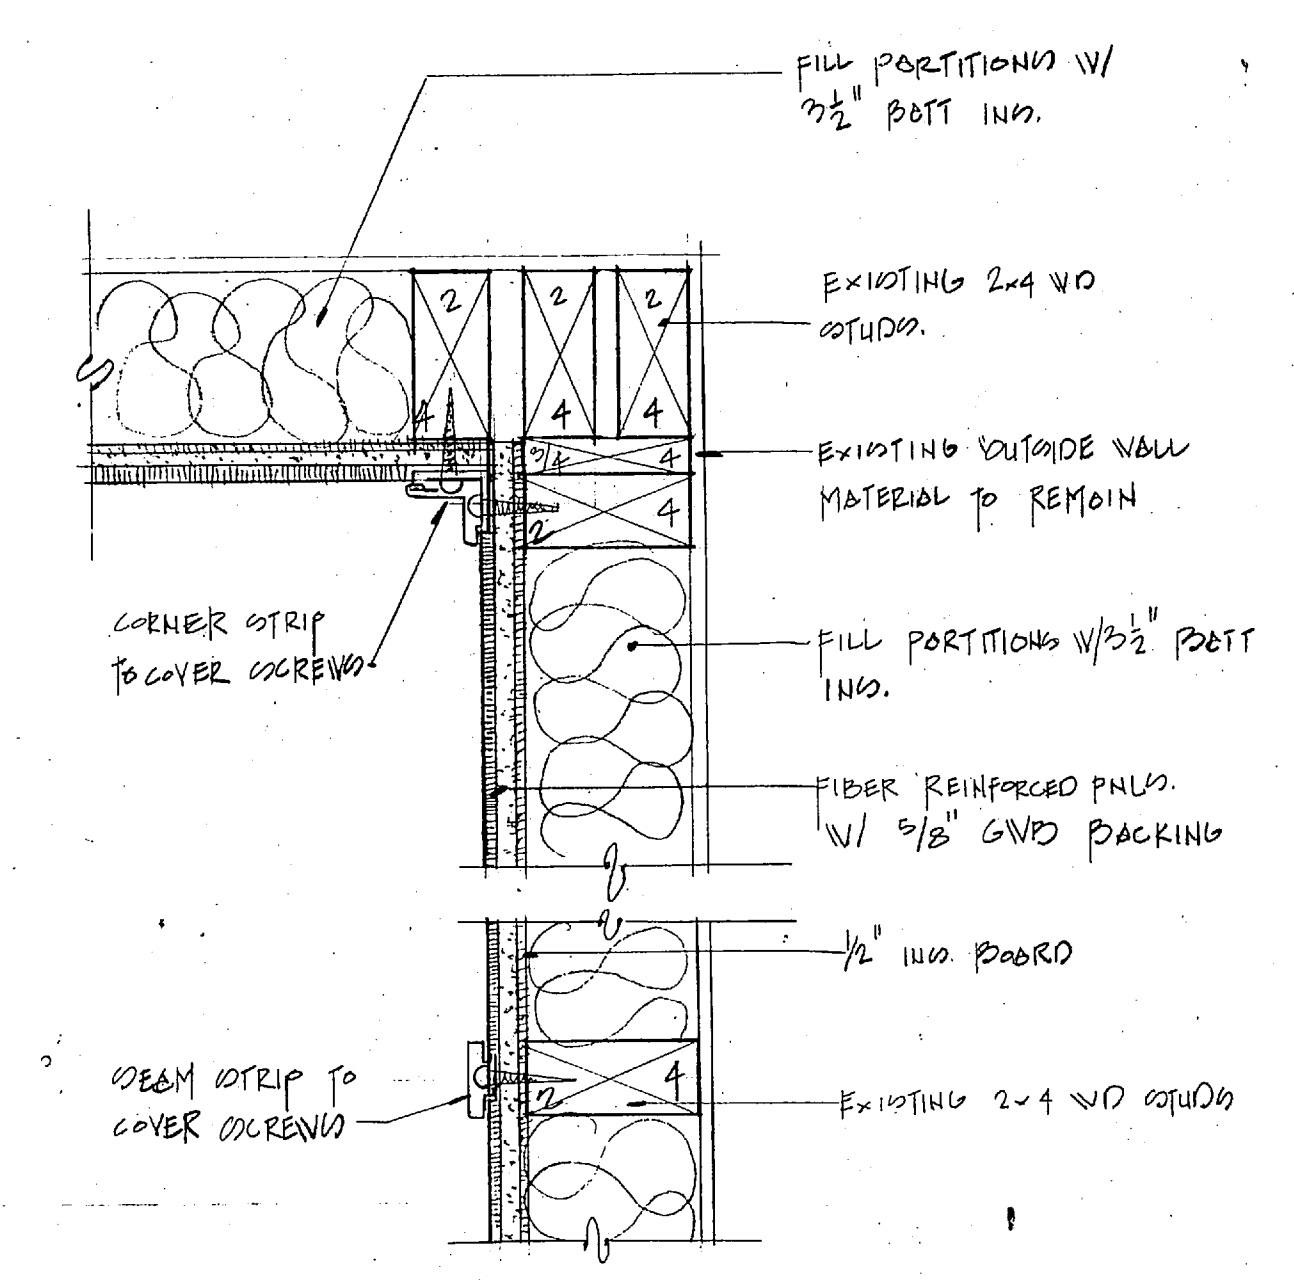 FILL PARTITIONS W/
3½" BATT INS.
EXISTING 2x4 WD
STUDS.
2
2
2
4
4
4
EXISTING OUTSIDE WALL
MATERIAL TO REMAIN
3/4
4
2
4
CORNER STRIP
TO COVER SCREWS
FILL PARTITIONS W/3½" BATT
INS.
FIBER REINFORCED PNLS.
W/ 5/8" GWB BACKING
1/2" INS. BOARD
SEAM STRIP TO
COVER SCREWS
2
4
EXISTING 2x4 WD STUDS